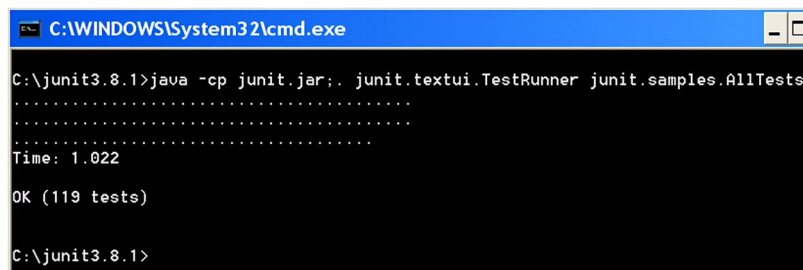 C:\WINDOWS\System32\cmd.exe
C:\junit3.8.1>java -cp junit.jar;. junit.textui.TestRunner junit.samples.AllTests
.........................................
.........................................
.....................................
Time: 1.022
OK (119 tests)
C:\junit3.8.1>